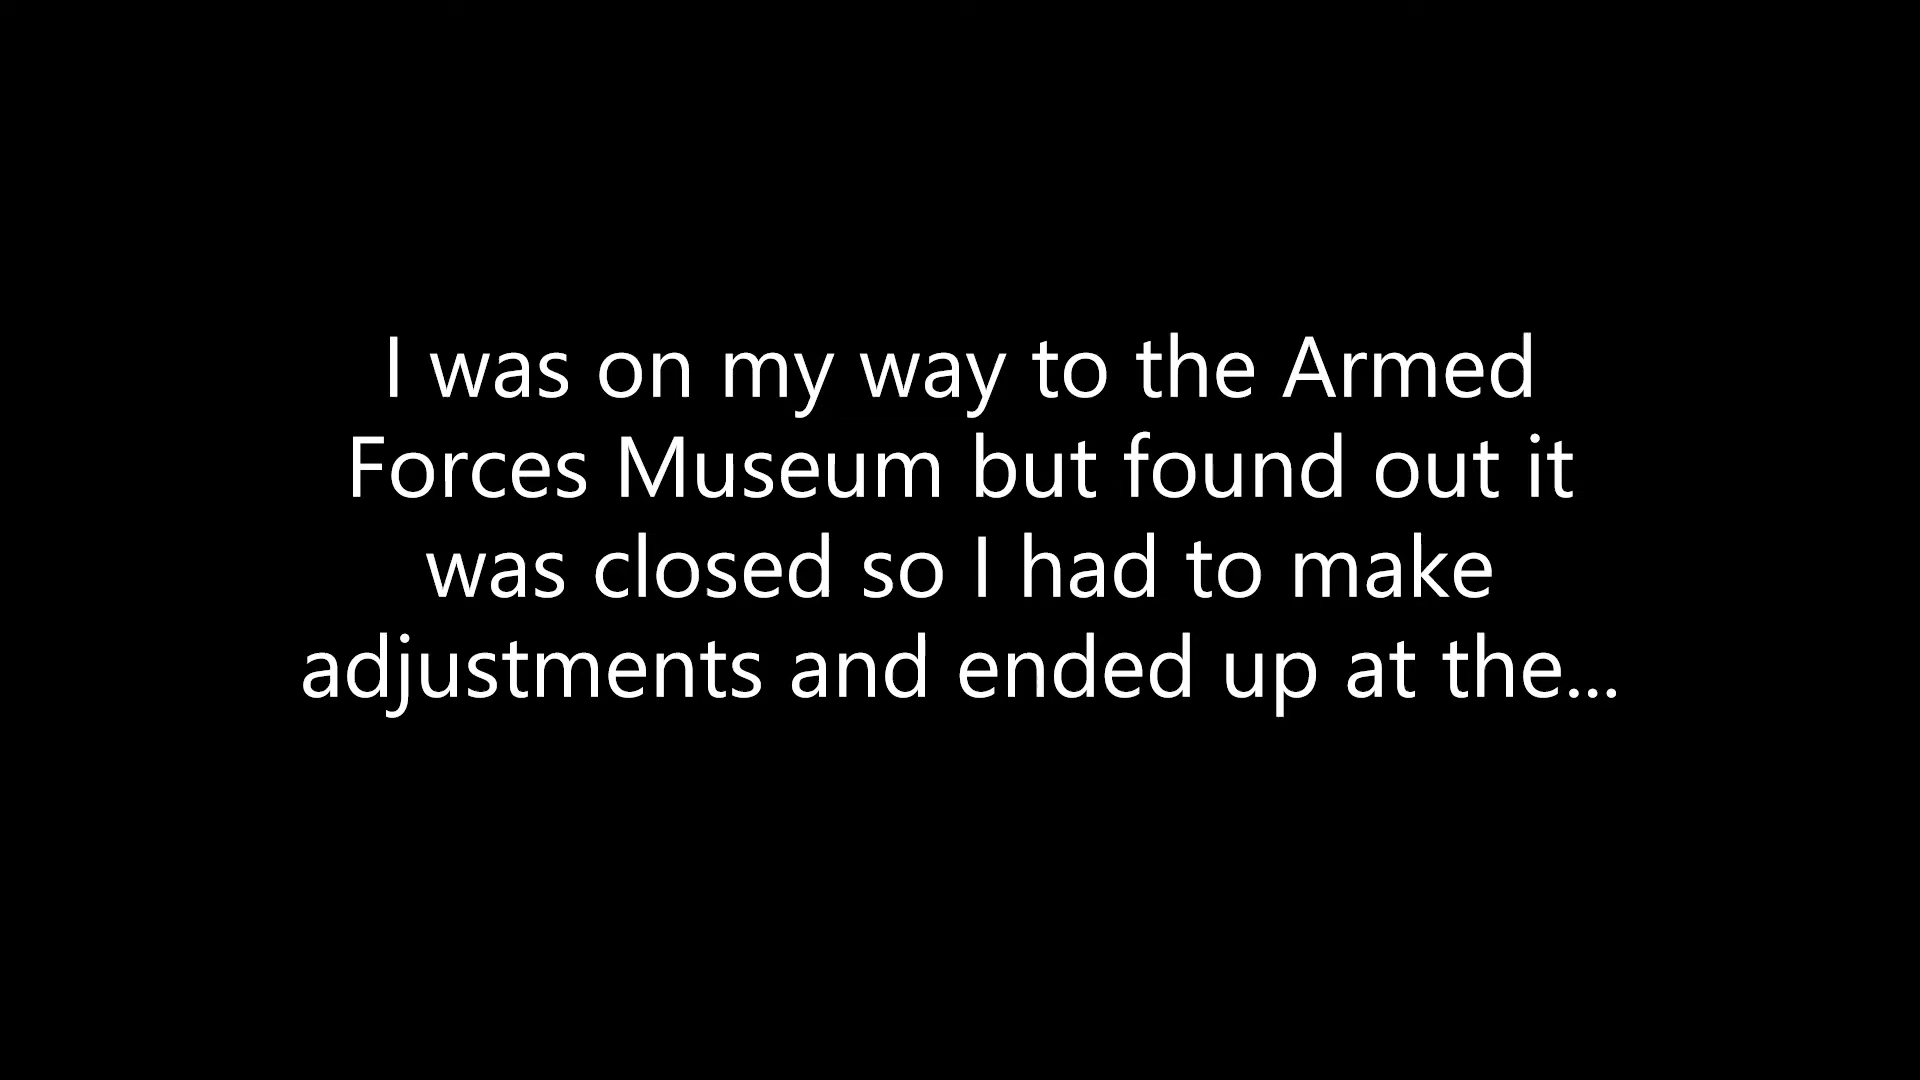 I was on my way to the Armed
Forces Museum but found out it
was closed so I had to make
adjustments and ended up at the...